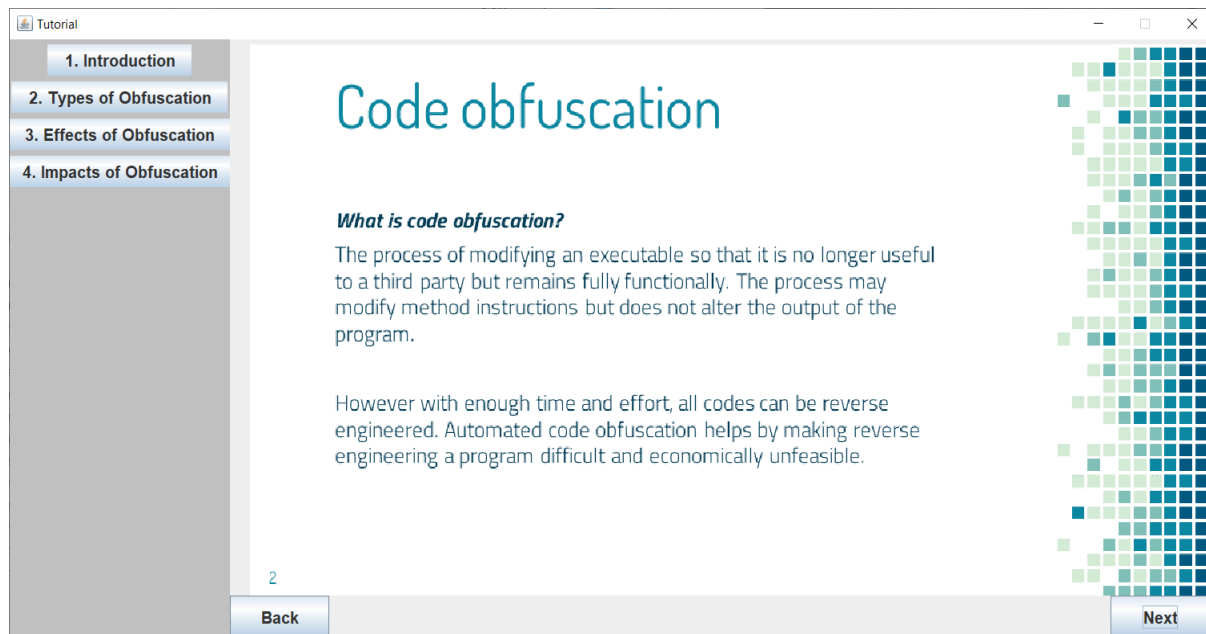 Tutorial
1. Introduction
2. Types of Obfuscation
3. Effects of Obfuscation
4. Impacts of Obfuscation
Code obfuscation
What is code obfuscation?
The process of modifying an executable so that it is no longer useful
to a third party but remains fully functionally. The process may
modify method instructions but does not alter the output of the
program.
However with enough time and effort, all codes can be reverse
engineered. Automated code obfuscation helps by making reverse
engineering a program difficult and economically unfeasible.
2
Back
Next